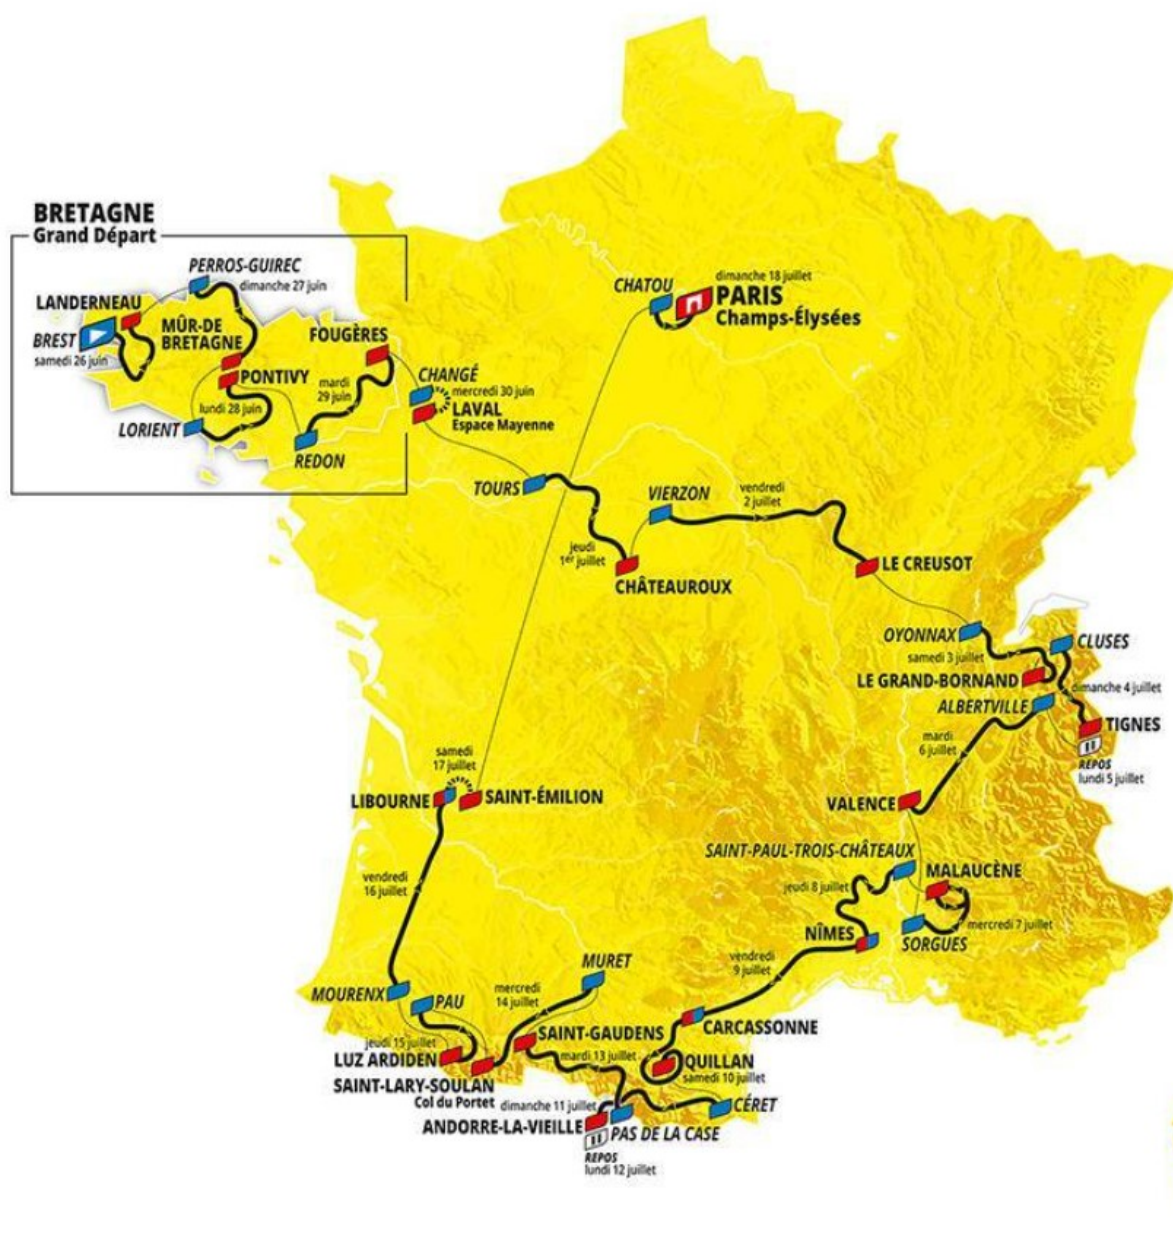 BRETAGNE
Grand Départ
PERROS-GUIREC
dimanche 27 juin
LANDERNEAU
BREST
samedi 26 juin
MÛR-DE
BRETAGNE
FOUGÈRES
PONTIVY
mardi
29 juin
lundi 28 juin
LORIENT
REDON
CHANGÉ
mercredi 30 juin
LAVAL
Espace Mayenne
CHATOU
dimanche 18 juillet
PARIS
Champs-Élysées
TOURS
VIERZON
vendredi
2 juillet
jeudi
1er juillet
CHÂTEAUROUX
LE CREUSOT
OYONNAX
samedi 3 juillet
CLUSES
LE GRAND-BORNAND
dimanche 4 juillet
ALBERTVILLE
TIGNES
REPOS
lundi 5 juillet
mardi
6 juillet
samedi
17 juillet
LIBOURNE
SAINT-ÉMILION
VALENCE
SAINT-PAUL-TROIS-CHÂTEAUX
MALAUCÈNE
jeudi 8 juillet
mercredi 7 juillet
vendredi
16 juillet
NÎMES
SORGUES
vendredi
9 juillet
MURET
MOURENX
PAU
mercredi
14 juillet
CARCASSONNE
SAINT-GAUDENS
jeudi 15 juillet
LUZ ARDIDEN
mardi 13 juillet
QUILLAN
samedi 10 juillet
SAINT-LARY-SOULAN
Col du Portet
dimanche 11 juillet
CÉRET
ANDORRE-LA-VIEILLE
PAS DE LA CASE
REPOS
lundi 12 juillet